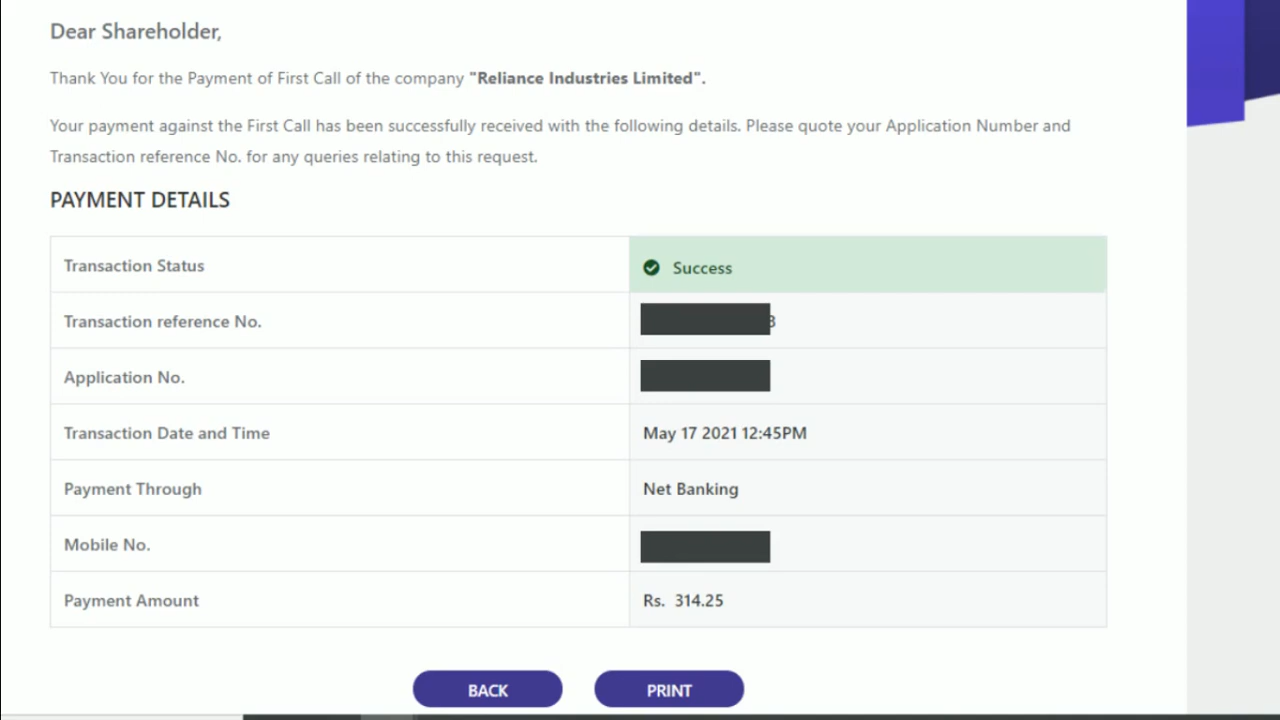 Dear Shareholder,
Thank You for the Payment of First Call of the company "Reliance Industries Limited".
Your payment against the First Call has been successfully received with the following details. Please quote your Application Number and
Transaction reference No. for any queries relating to this request.
PAYMENT DETAILS
Transaction Status Success
Transaction reference No.
Application No.
Transaction Date and Time May 17 2021 12:45PM
Payment Through Net Banking
Mobile No.
Payment Amount Rs. 314.25
BACK PRINT